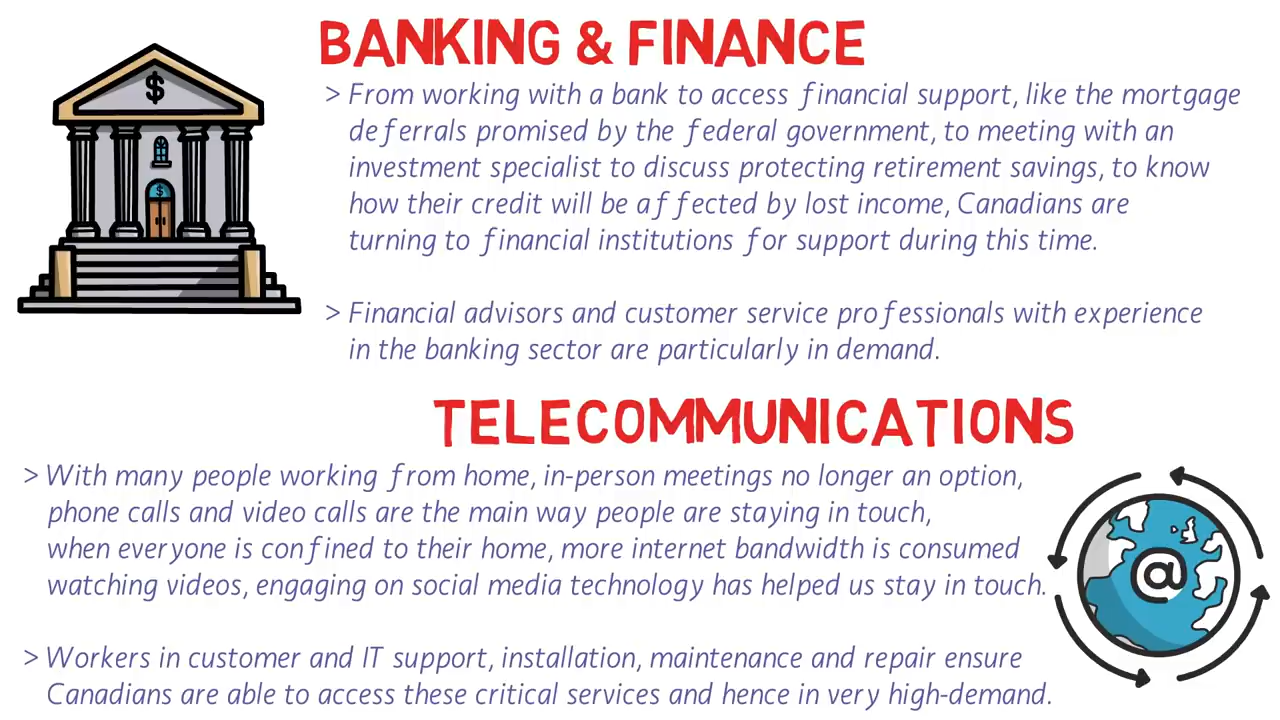 BANKING & FINANCE
$
> From working with a bank to access financial support, like the mortgage
deferrals promised by the federal government, to meeting with an
investment specialist to discuss protecting retirement savings, to know
how their credit will be affected by lost income, Canadians are
turning to financial institutions for support during this time.
$
> Financial advisors and customer service professionals with experience
in the banking sector are particularly in demand.
TELECOMMUNICATIONS
> With many people working from home, in-person meetings no longer an option,
phone calls and video calls are the main way people are staying in touch,
when everyone is confined to their home, more internet bandwidth is consumed
watching videos, engaging on social media technology has helped us stay in touch.
@
> Workers in customer and IT support, installation, maintenance and repair ensure
Canadians are able to access these critical services and hence in very high-demand.